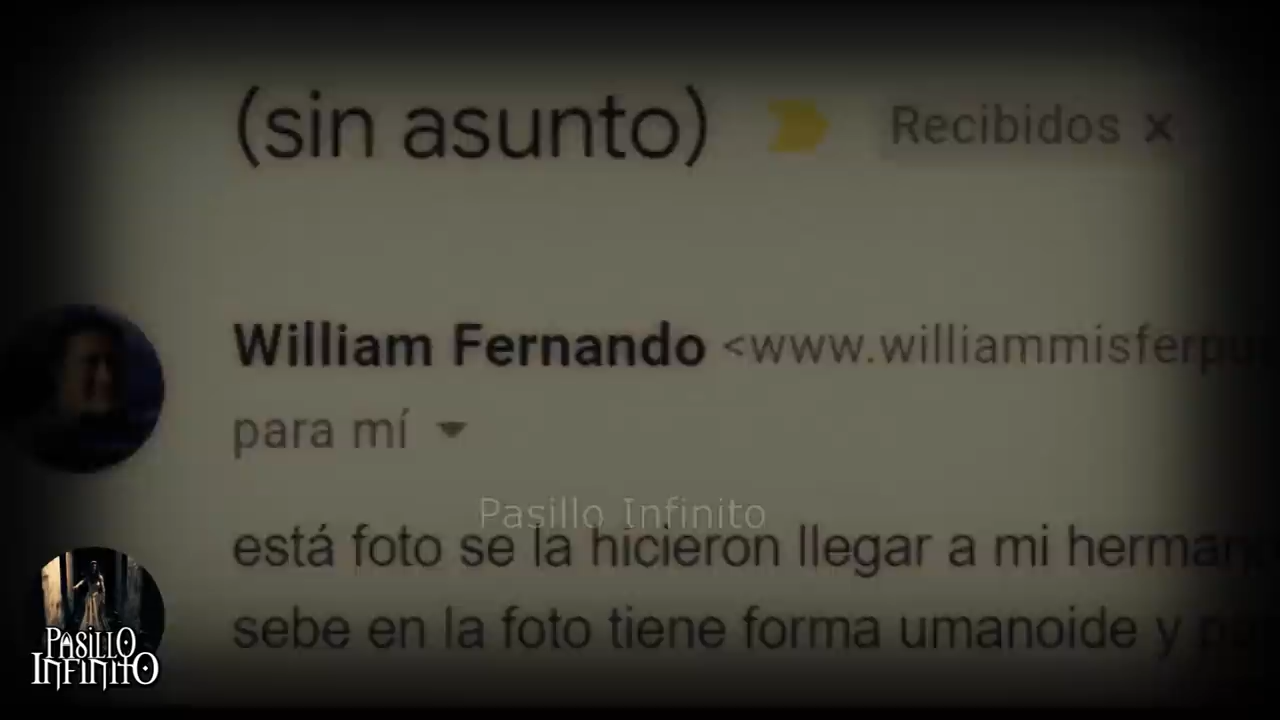 (sin asunto)
Recibidos ×
William Fernando <www.williammisferpu
para mí
Pasillo Infinito
está foto se la hicieron llegar a mi herman
sebe en la foto tiene forma umanoide y
PASILLO
INFINITO